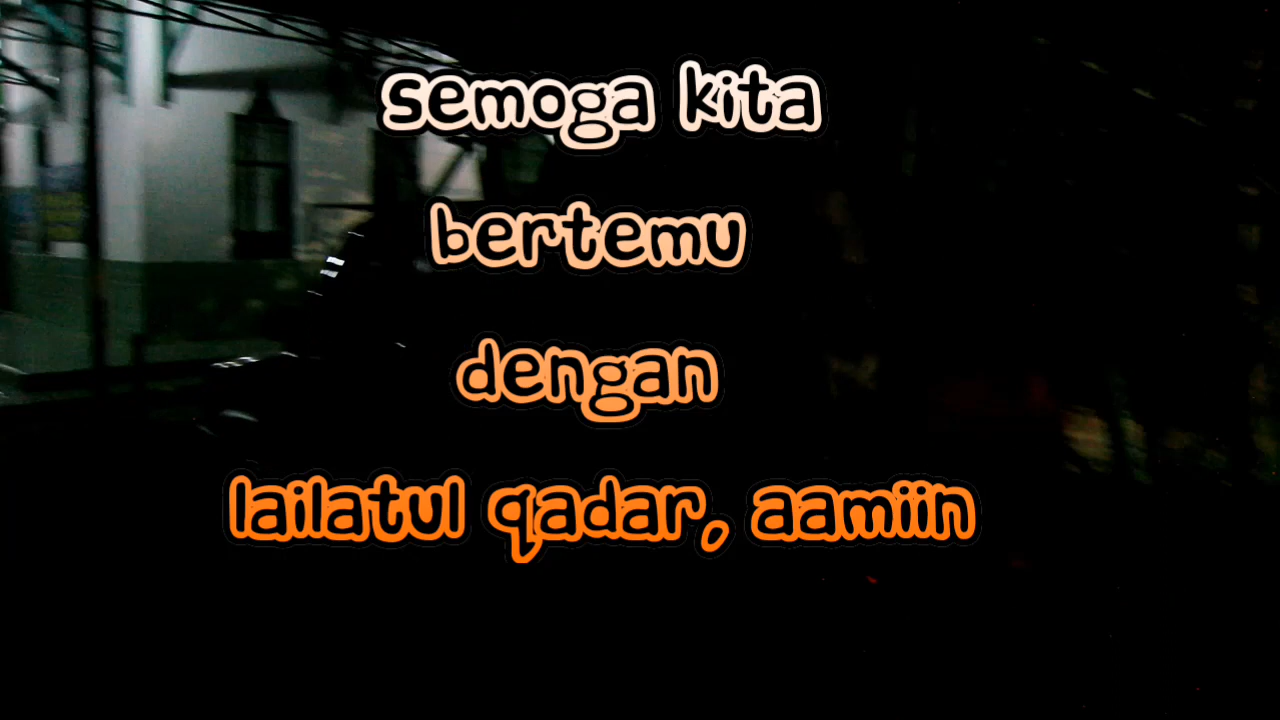 semoga kita
bertemu
dengan
lailatul qadar, aamiin